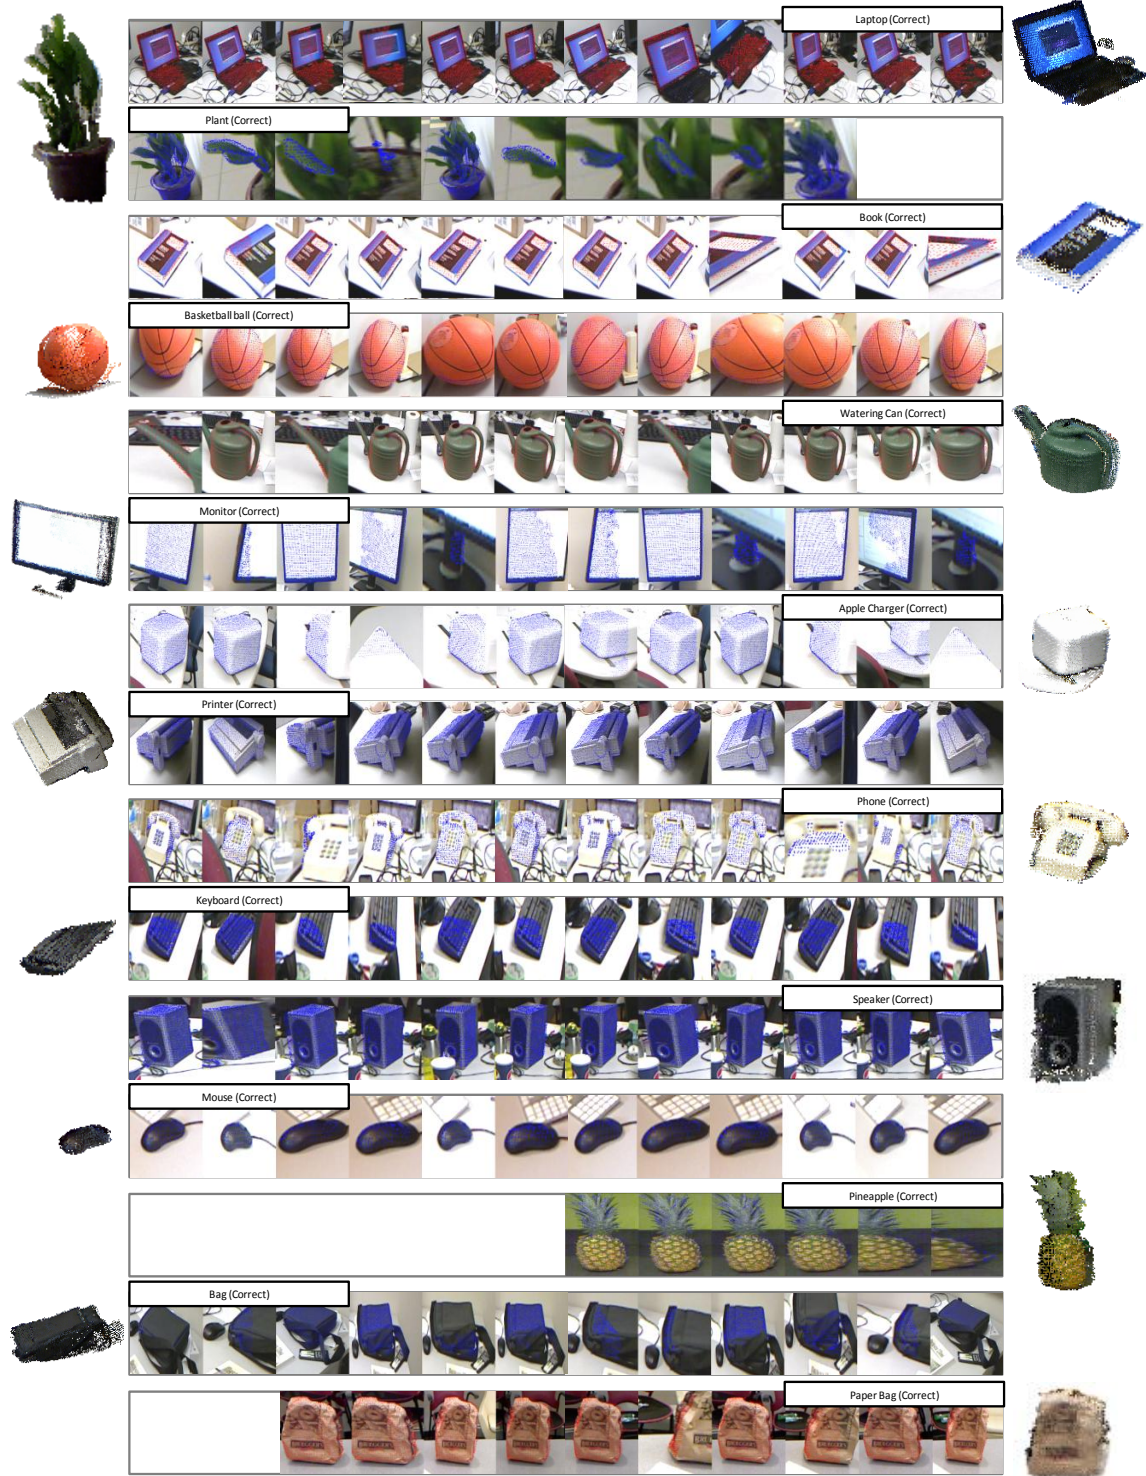 Laptop (Correct)
Plant (Correct)
Book (Correct)
Basketball ball (Correct)
Watering Can (Correct)
Monitor (Correct)
Apple Charger (Correct)
Printer (Correct)
Phone (Correct)
Keyboard (Correct)
Speaker (Correct)
Mouse (Correct)
Pineapple (Correct)
Bag (Correct)
Paper Bag (Correct)